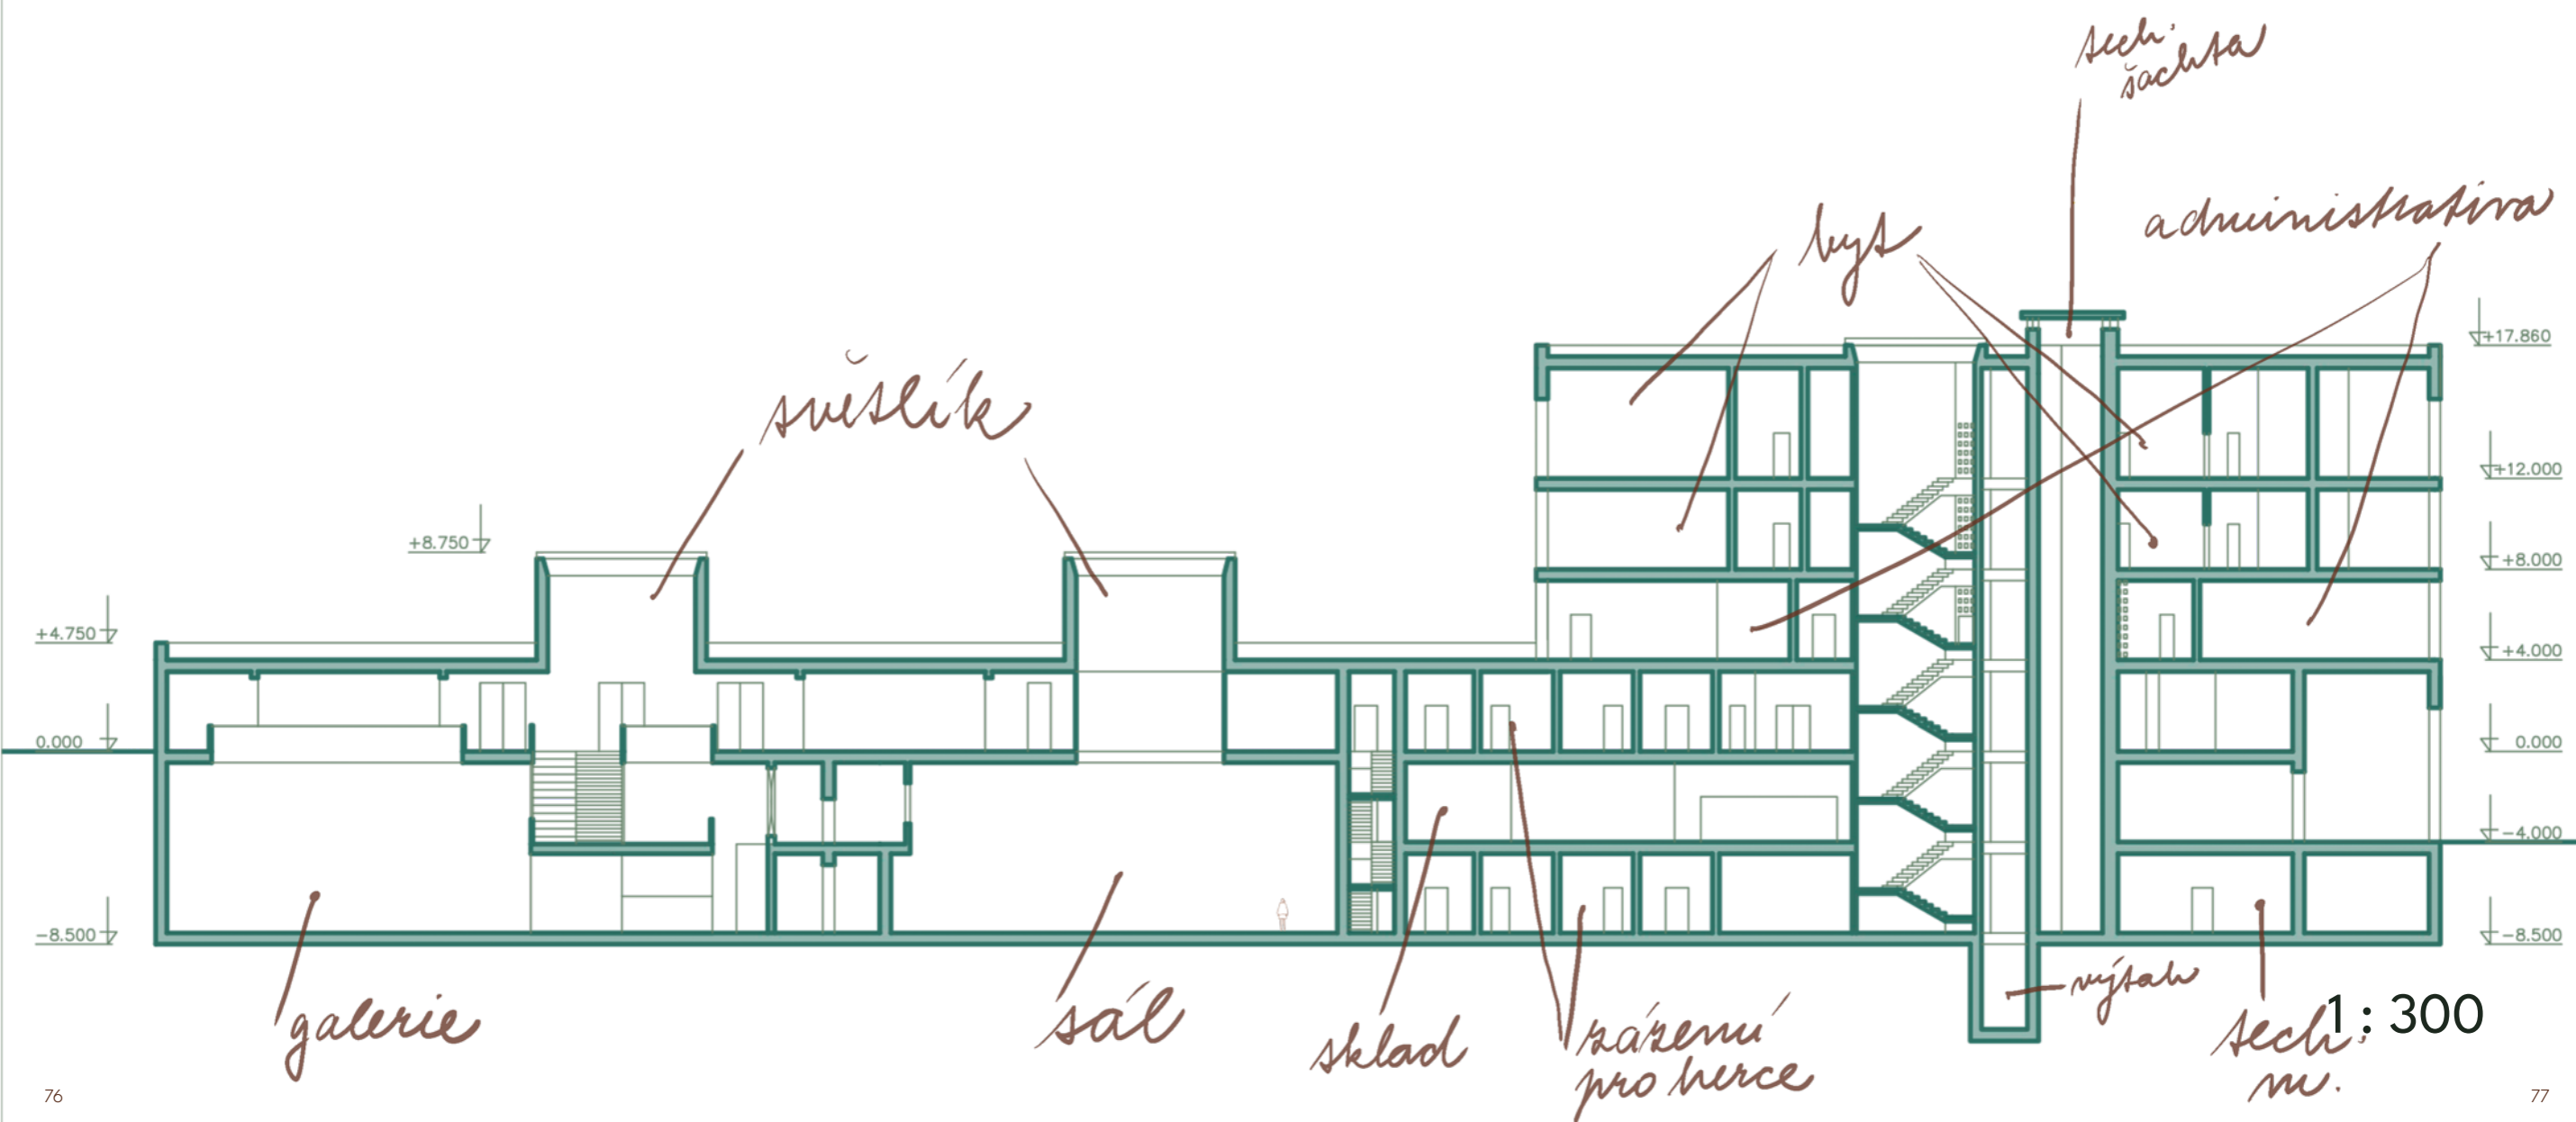 tech.
šachta
byt
administrativa
světlík
+17.860
+12.000
+8.750
+8.000
+4.750
+4.000
0.000
0.000
-4.000
-8.500
-8.500
výtah
galerie
sál
sklad
zázemí
pro herce
tech.
m.
1:300
76
77